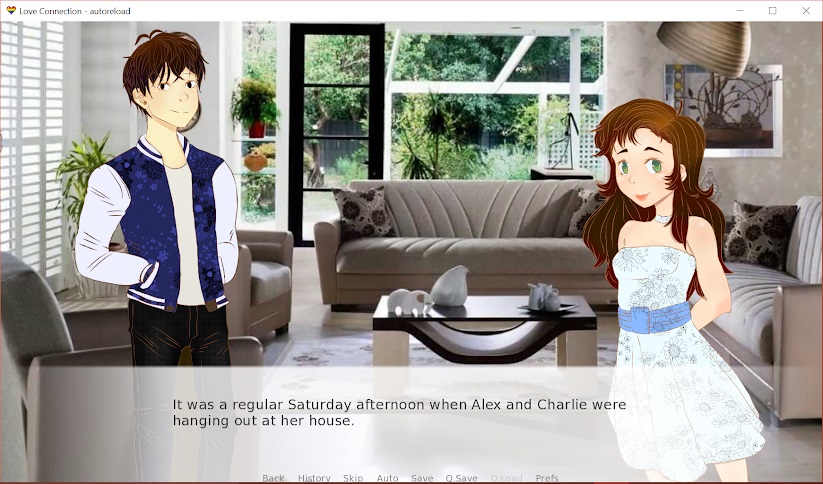 Love Connection - autoreload
It was a regular Saturday afternoon when Alex and Charlie were
hanging out at her house.
Back History Skip Auto Save Q.Save Q.Load Prefs